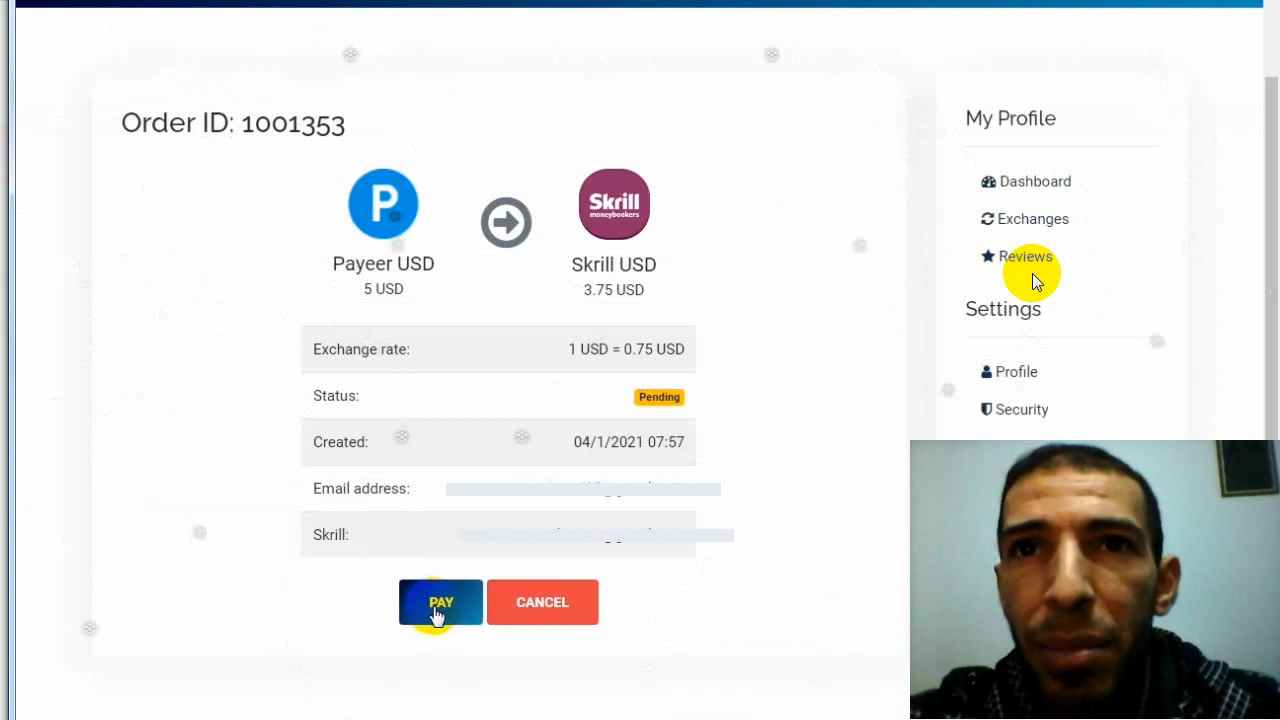 Order ID: 1001353
P
Skrill
moneybookers
Payeer USD
5 USD
Skrill USD
3.75 USD
Exchange rate: 1 USD = 0.75 USD
Status: Pending
Created: 04/1/2021 07:57
Email address:
Skrill:
PAY
CANCEL
My Profile
Dashboard
Exchanges
Reviews
Settings
Profile
Security